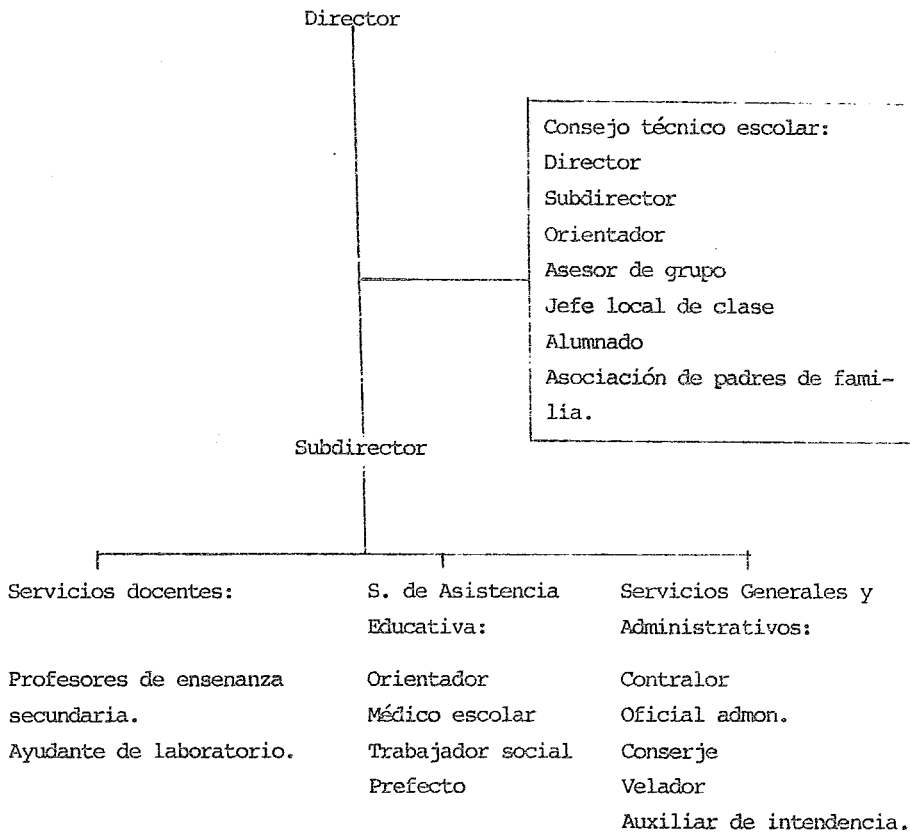 Director
Consejo técnico escolar:
Director
Subdirector
Orientador
Asesor de grupo
Jefe local de clase
Alumnado
Asociación de padres de fami-
lia.
Subdirector
Servicios docentes:
Profesores de ensenanza
secundaria.
Ayudante de laboratorio.
S. de Asistencia
Educativa:
Orientador
Médico escolar
Trabajador social
Prefecto
Servicios Generales y
Administrativos:
Contralor
Oficial admon.
Conserje
Velador
Auxiliar de intendencia.